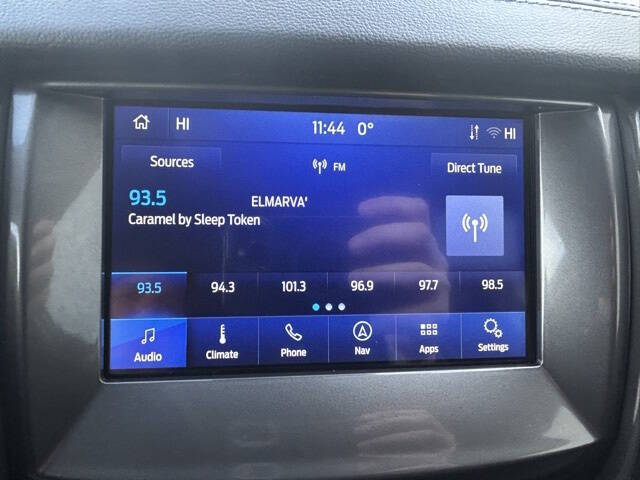 HI 11:44 0° HI
Sources FM Direct Tune
93.5 ELMARVA'
Caramel by Sleep Token
93.5 94.3 101.3 96.9 97.7 98.5
Audio Climate Phone Nav Apps Settings